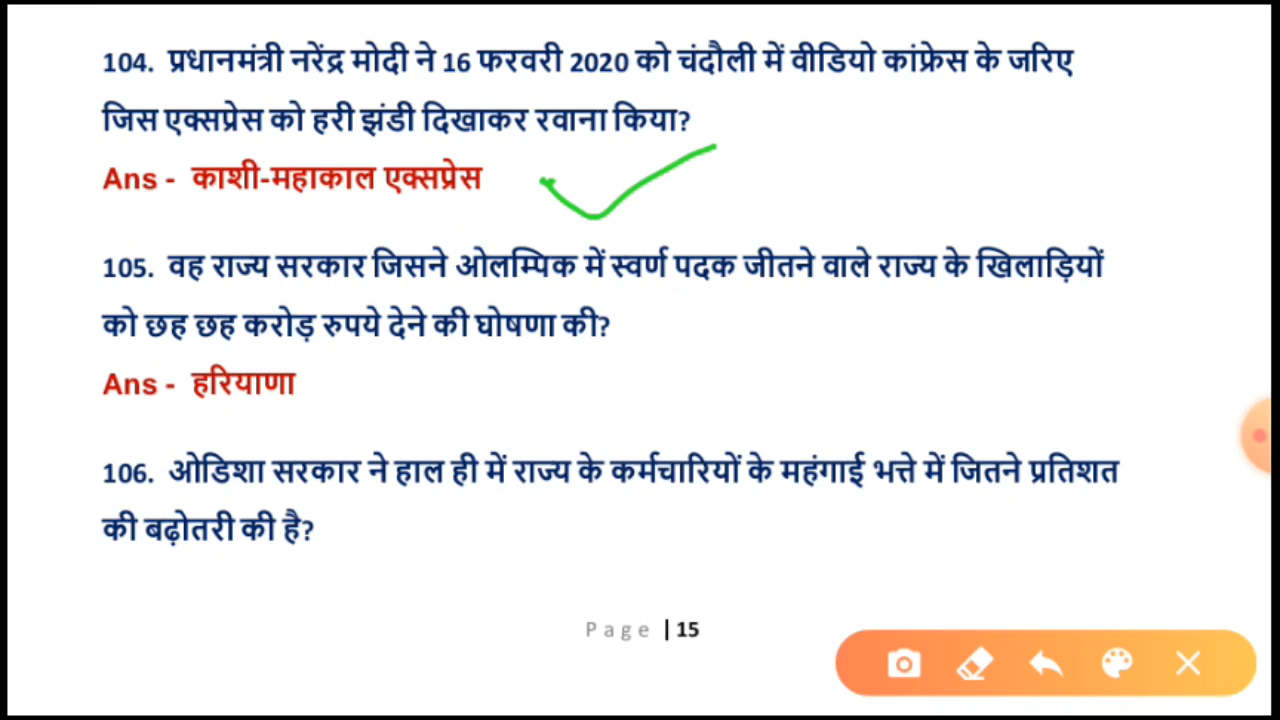 104. प्रधानमंत्री नरेंद्र मोदी ने 16 फरवरी 2020 को चंदौली में वीडियो कांफ्रेस के जरिए
जिस एक्सप्रेस को हरी झंडी दिखाकर रवाना किया?
Ans - काशी-महाकाल एक्सप्रेस
105. वह राज्य सरकार जिसने ओलम्पिक में स्वर्ण पदक जीतने वाले राज्य के खिलाड़ियों
को छह छह करोड़ रुपये देने की घोषणा की?
Ans - हरियाणा
106. ओडिशा सरकार ने हाल ही में राज्य के कर्मचारियों के महंगाई भत्ते में जितने प्रतिशत
की बढ़ोतरी की है?
Page | 15